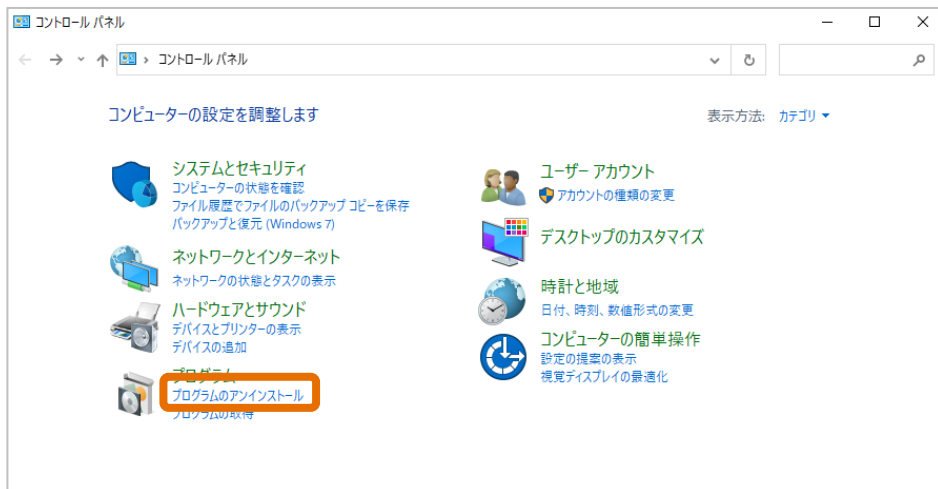 コントロール パネル
コントロール パネル
コンピューターの設定を調整します
表示方法: カテゴリ
システムとセキュリティ
コンピューターの状態を確認
ファイル履歴でファイルのバックアップ コピーを保存
バックアップと復元 (Windows 7)
ネットワークとインターネット
ネットワークの状態とタスクの表示
ハードウェアとサウンド
デバイスとプリンターの表示
デバイスの追加
プログラム
プログラムのアンインストール
プログラムの取得
ユーザー アカウント
アカウントの種類の変更
デスクトップのカスタマイズ
時計と地域
日付、時刻、数値形式の変更
コンピューターの簡単操作
設定の提案の表示
視覚ディスプレイの最適化